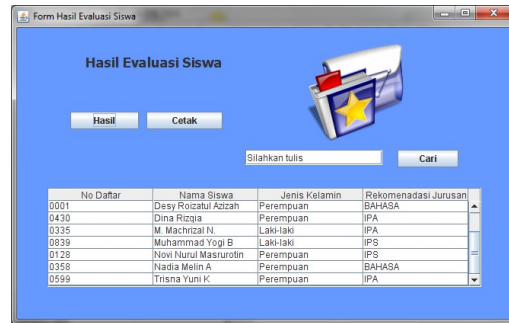 Form Hasil Evaluasi Siswa
Hasil Evaluasi Siswa
Hasil Cetak
Silahkan tulis Cari
No Daftar Nama Siswa Jenis Kelamin Rekomenadasi Jurusan
0001 Desy Roizatul Azizah Perempuan BAHASA
0430 Dina Rizqia Perempuan IPA
0335 M. Machrizal N. Laki-laki IPA
0839 Muhammad Yogi B Laki-laki IPS
0128 Novi Nurul Masrurotin Perempuan IPS
0358 Nadia Melin A Perempuan BAHASA
0599 Trisna Yuni K Perempuan IPA